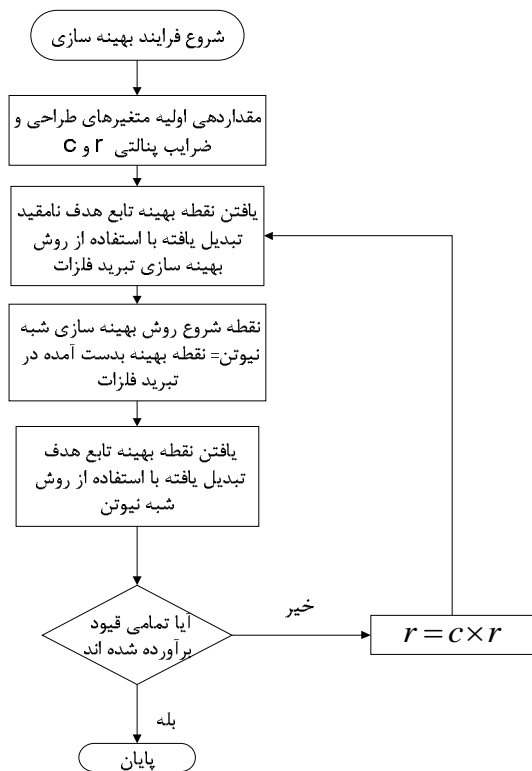 شروع فرایند بهینه سازی
مقداردهی اولیه متغیرهای طراحی و
ضرایب پنالتی r و c
یافتن نقطه بهینه تابع هدف نامقید
تبدیل یافته با استفاده از روش
بهینه سازی تبرید فلزات
نقطه شروع روش بهینه سازی شبه
نیوتن= نقطه بهینه بدست آمده در
تبرید فلزات
یافتن نقطه بهینه تابع هدف
تبدیل یافته با استفاده از روش
شبه نیوتن
آیا تمامی قیود
برآورده شده اند
خیر
r = c × r
بله
پایان